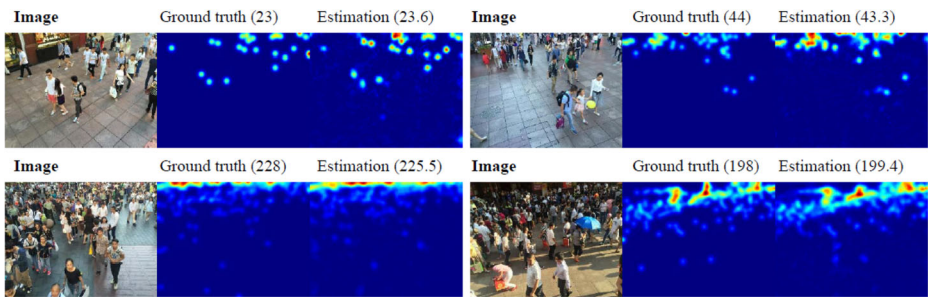 Image Ground truth (23) Estimation (23.6) Image Ground truth (44) Estimation (43.3)
Image Ground truth (228) Estimation (225.5) Image Ground truth (198) Estimation (199.4)